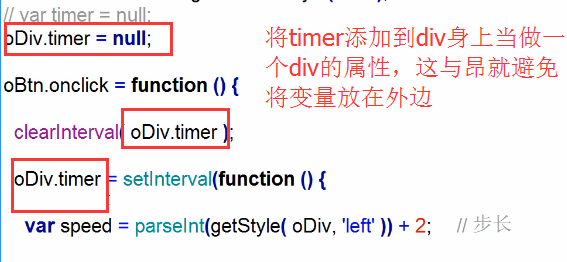 // var timer = null;
oDiv.timer = null;
将timer添加到div身上当做一
个div的属性，这与昂就避免
将变量放在外边
oBtn.onclick = function () {
clearInterval( oDiv.timer );
oDiv.timer = setInterval(function () {
var speed = parseInt(getStyle( oDiv, 'left' )) + 2; // 步长